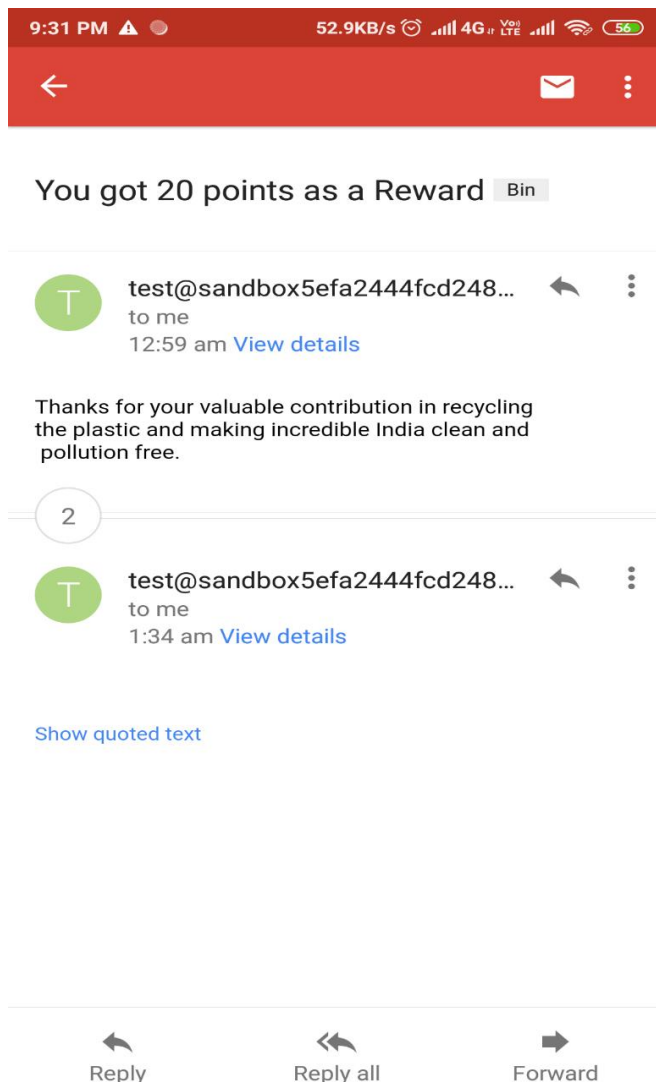 9:31 PM 52.9KB/s 4G Vo) LTE 56
You got 20 points as a Reward Bin
T
test@sandbox5efa2444fcd248...
to me
12:59 am View details
Thanks for your valuable contribution in recycling
the plastic and making incredible India clean and
pollution free.
2
T
test@sandbox5efa2444fcd248...
to me
1:34 am View details
Show quoted text
Reply Reply all Forward